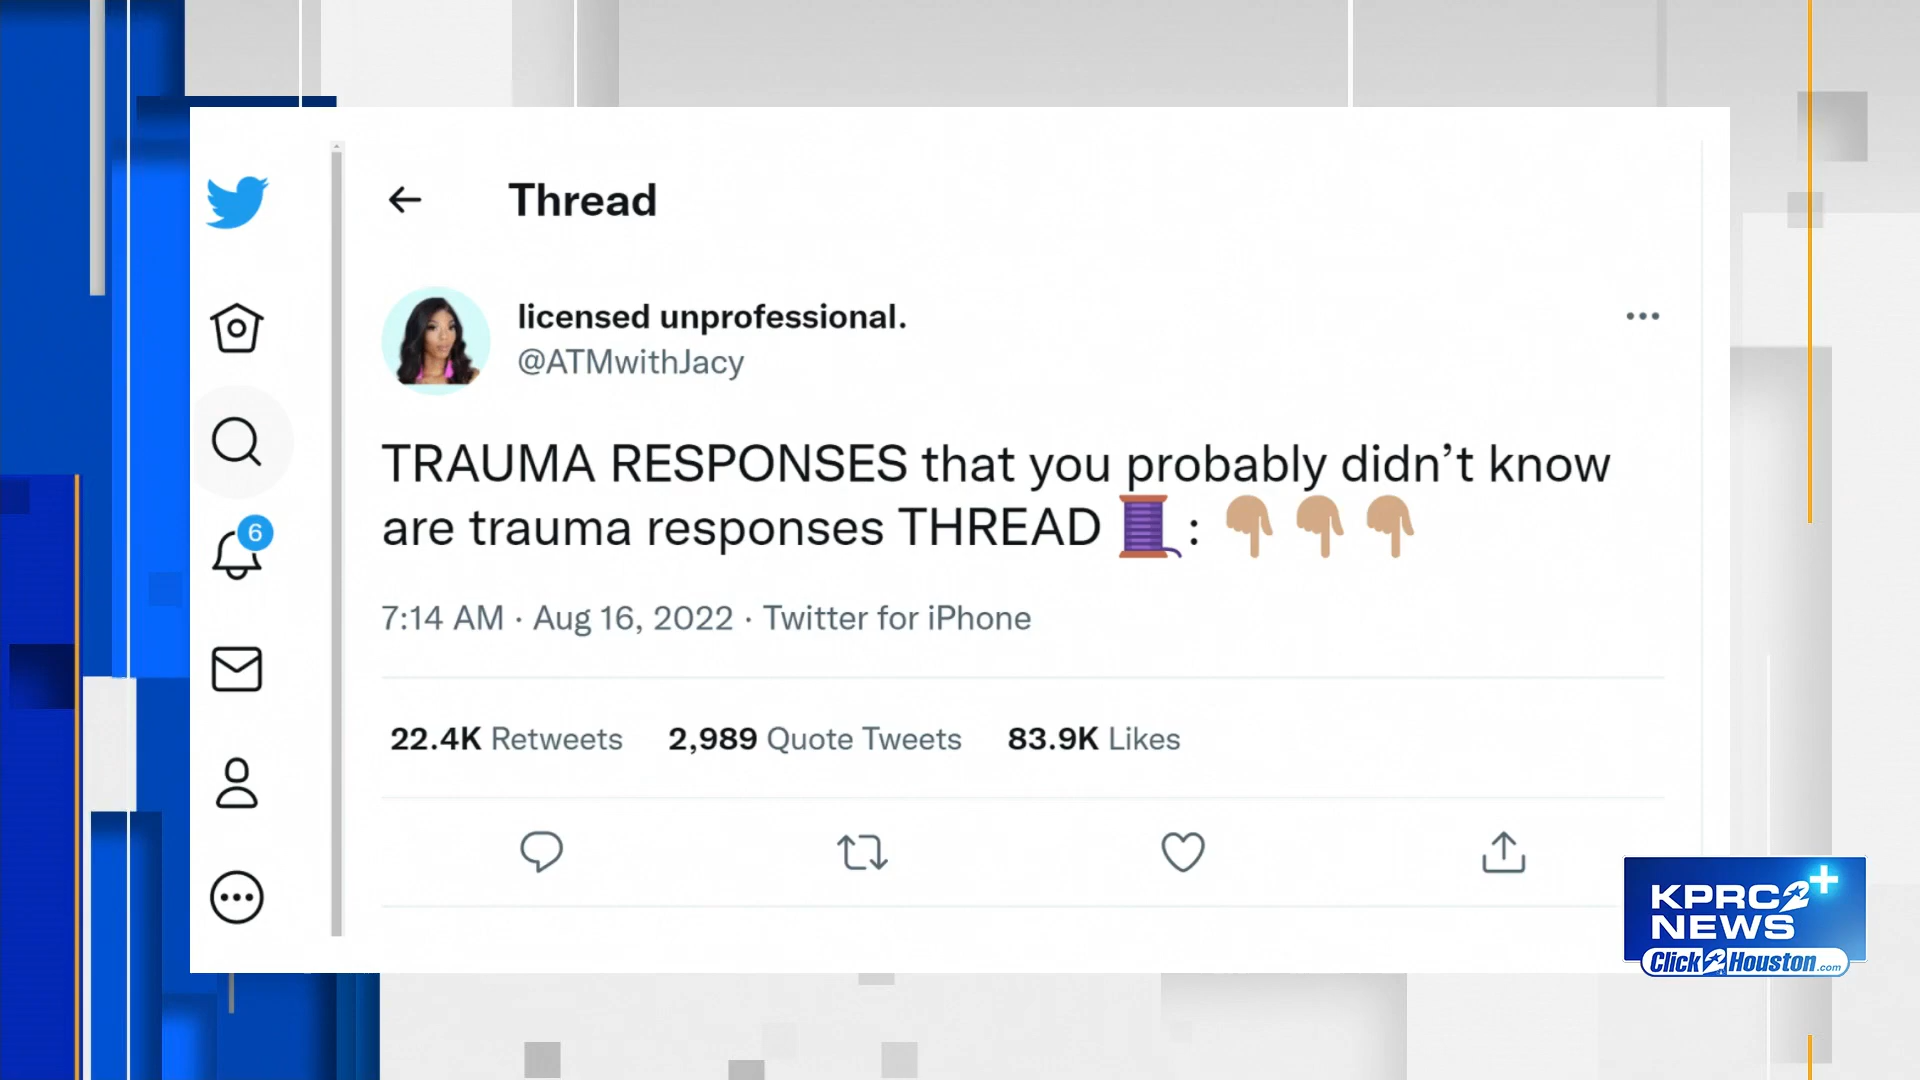 Thread
licensed unprofessional.
@ATMwithJacy
TRAUMA RESPONSES that you probably didn’t know
are trauma responses THREAD 🧵: 👇🏽👇🏽👇🏽
7:14 AM · Aug 16, 2022 · Twitter for iPhone
22.4K Retweets 2,989 Quote Tweets 83.9K Likes
6
KPRC 2+
NEWS
Click2Houston.com